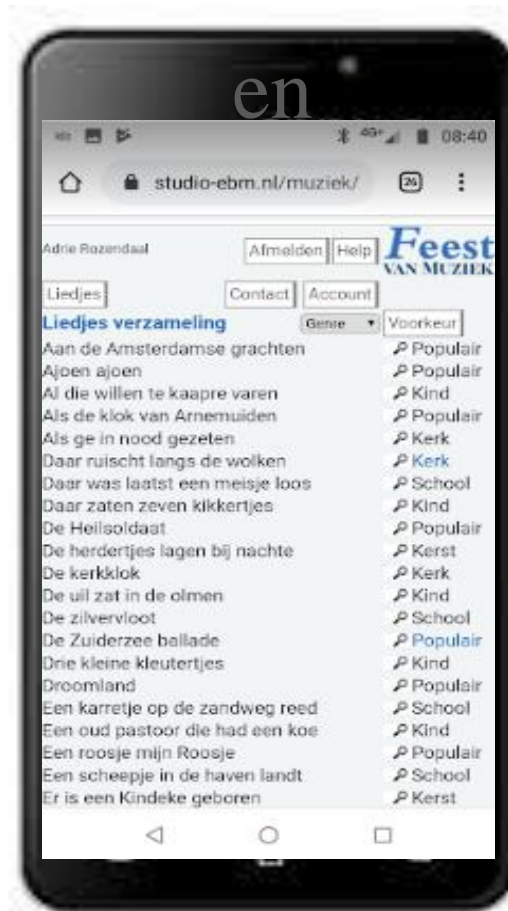 en
4G+ 08:40
studio-ebm.nl/muziek/ 26
Adrie Rozendaal Afmelden Help Feest
VAN MUZIEK
Liedjes Contact Account
Liedjes verzameling Genre Voorkeur
Aan de Amsterdamse grachten Populair
Ajoen ajoen Populair
Al die willen te kaapre varen Kind
Als de klok van Arnemuiden Populair
Als ge in nood gezeten Kerk
Daar ruischt langs de wolken Kerk
Daar was laatst een meisje loos School
Daar zaten zeven kikkertjes Kind
De Heilsoldaat Populair
De herdertjes lagen bij nachte Kerst
De kerkklok Kerk
De uil zat in de olmen Kind
De zilvervloot School
De Zuiderzee ballade Populair
Drie kleine kleutertjes Kind
Droomland Populair
Een karretje op de zandweg reed School
Een oud pastoor die had een koe Kind
Een roosje mijn Roosje Populair
Een scheepje in de haven landt School
Er is een Kindeke geboren Kerst